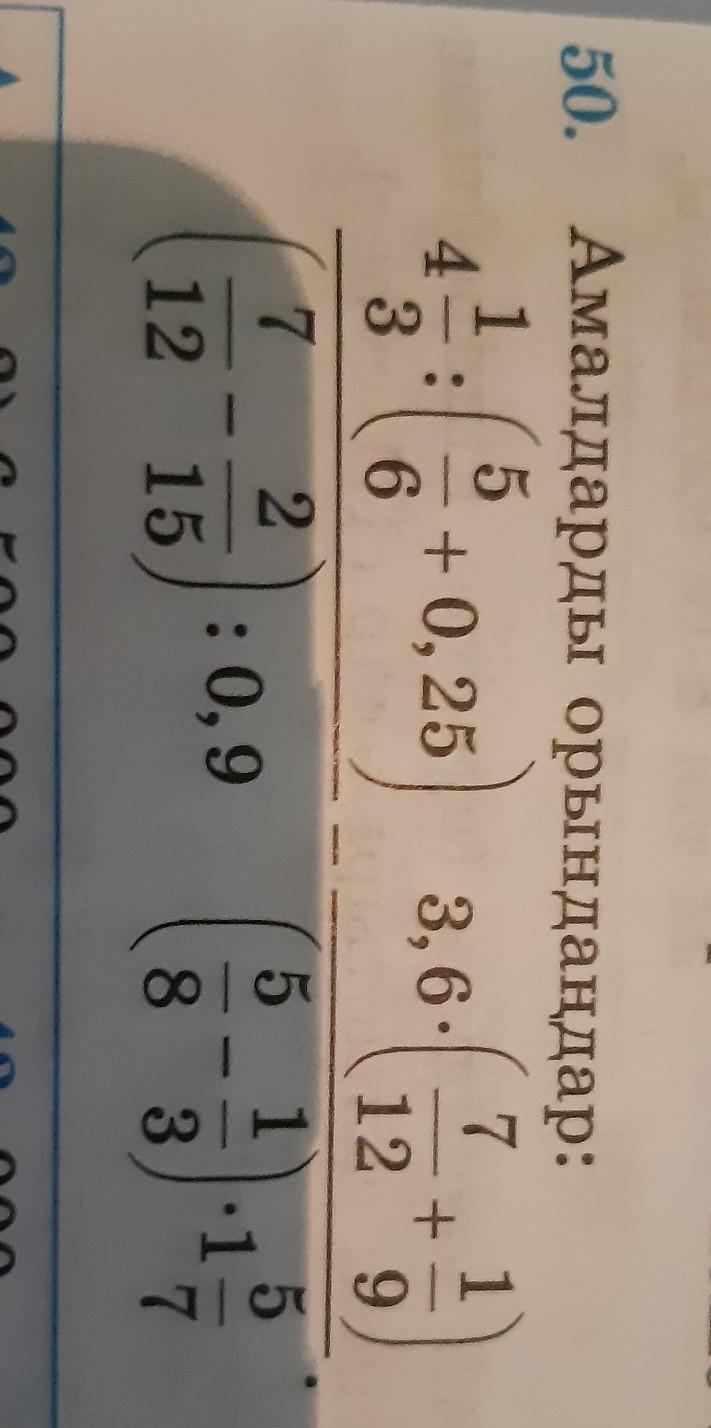 50. Амалдарды орындаңдар:
4 1/3 : (5/6 + 0,25) / (7/12 − 2/15) : 0,9 − 3,6 · (7/12 + 1/9) / (5/8 − 1/3) · 1 5/7 .